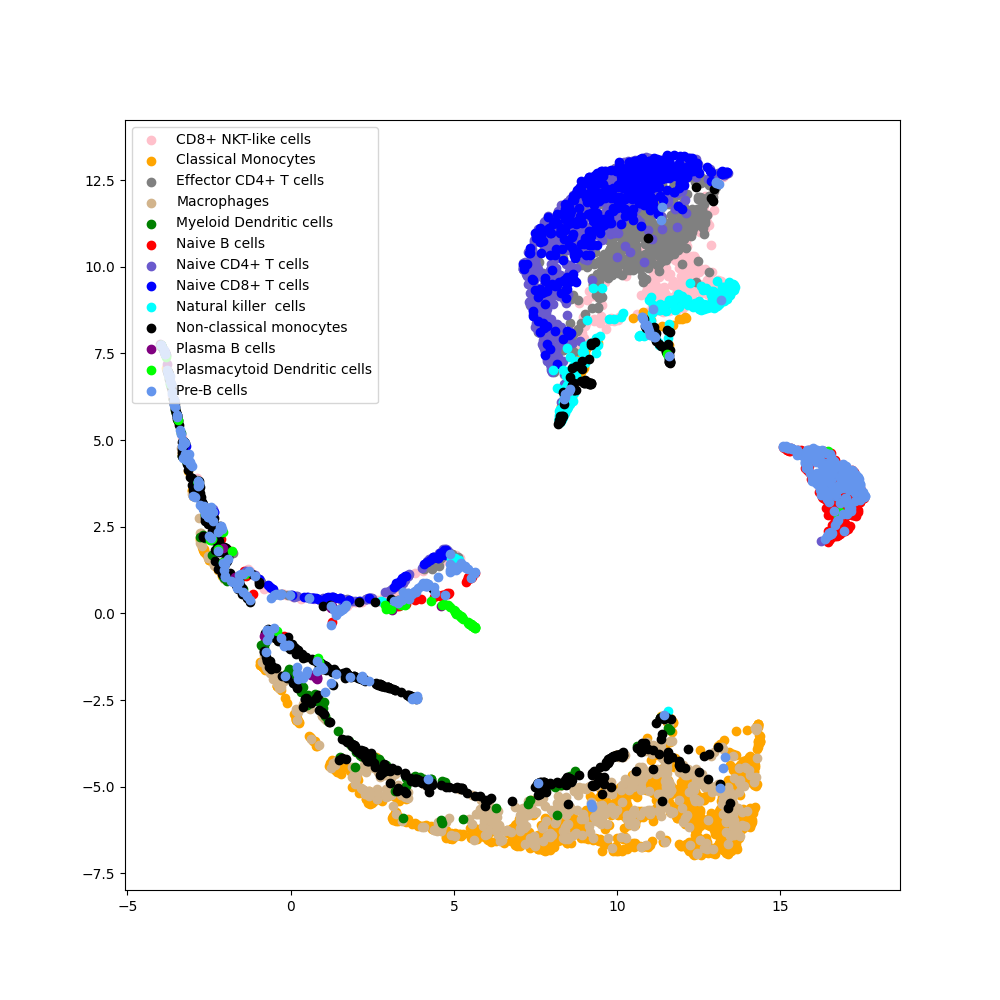 12.5
10.0
7.5
5.0
2.5
0.0
−2.5
−5.0
−7.5
−5
0
5
10
15
CD8+ NKT-like cells
Classical Monocytes
Effector CD4+ T cells
Macrophages
Myeloid Dendritic cells
Naive B cells
Naive CD4+ T cells
Naive CD8+ T cells
Natural killer  cells
Non-classical monocytes
Plasma B cells
Plasmacytoid Dendritic cells
Pre-B cells